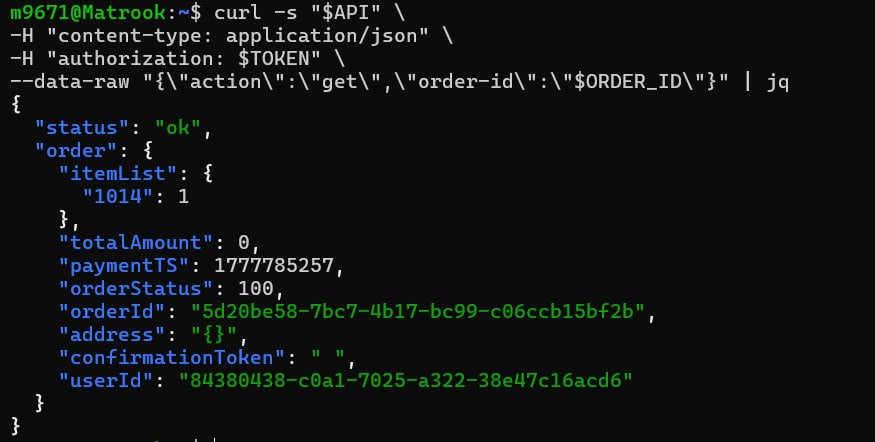 m9671@Matrook:~$ curl -s "$API" \
-H "content-type: application/json" \
-H "authorization: $TOKEN" \
--data-raw "{\"action\":\"get\",\"order-id\":\"$ORDER_ID\"}" | jq
{
  "status": "ok",
  "order": {
    "itemList": {
      "1014": 1
    },
    "totalAmount": 0,
    "paymentTS": 1777785257,
    "orderStatus": 100,
    "orderId": "5d20be58-7bc7-4b17-bc99-c06ccb15bf2b",
    "address": "{}",
    "confirmationToken": " ",
    "userId": "84380438-c0a1-7025-a322-38e47c16acd6"
  }
}